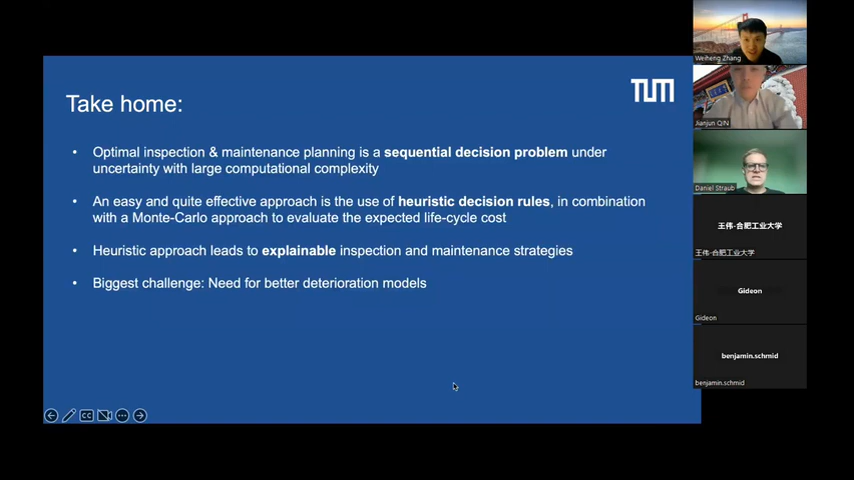 TUM
Take home:
• Optimal inspection & maintenance planning is a sequential decision problem under
uncertainty with large computational complexity
• An easy and quite effective approach is the use of heuristic decision rules, in combination
with a Monte-Carlo approach to evaluate the expected life-cycle cost
• Heuristic approach leads to explainable inspection and maintenance strategies
• Biggest challenge: Need for better deterioration models
CC
Weiheng Zhang
Jianjun QIN
Daniel Straub
王伟-合肥工业大学
王伟-合肥工业大学
Gideon
Gideon
benjamin.schmid
benjamin.schmid